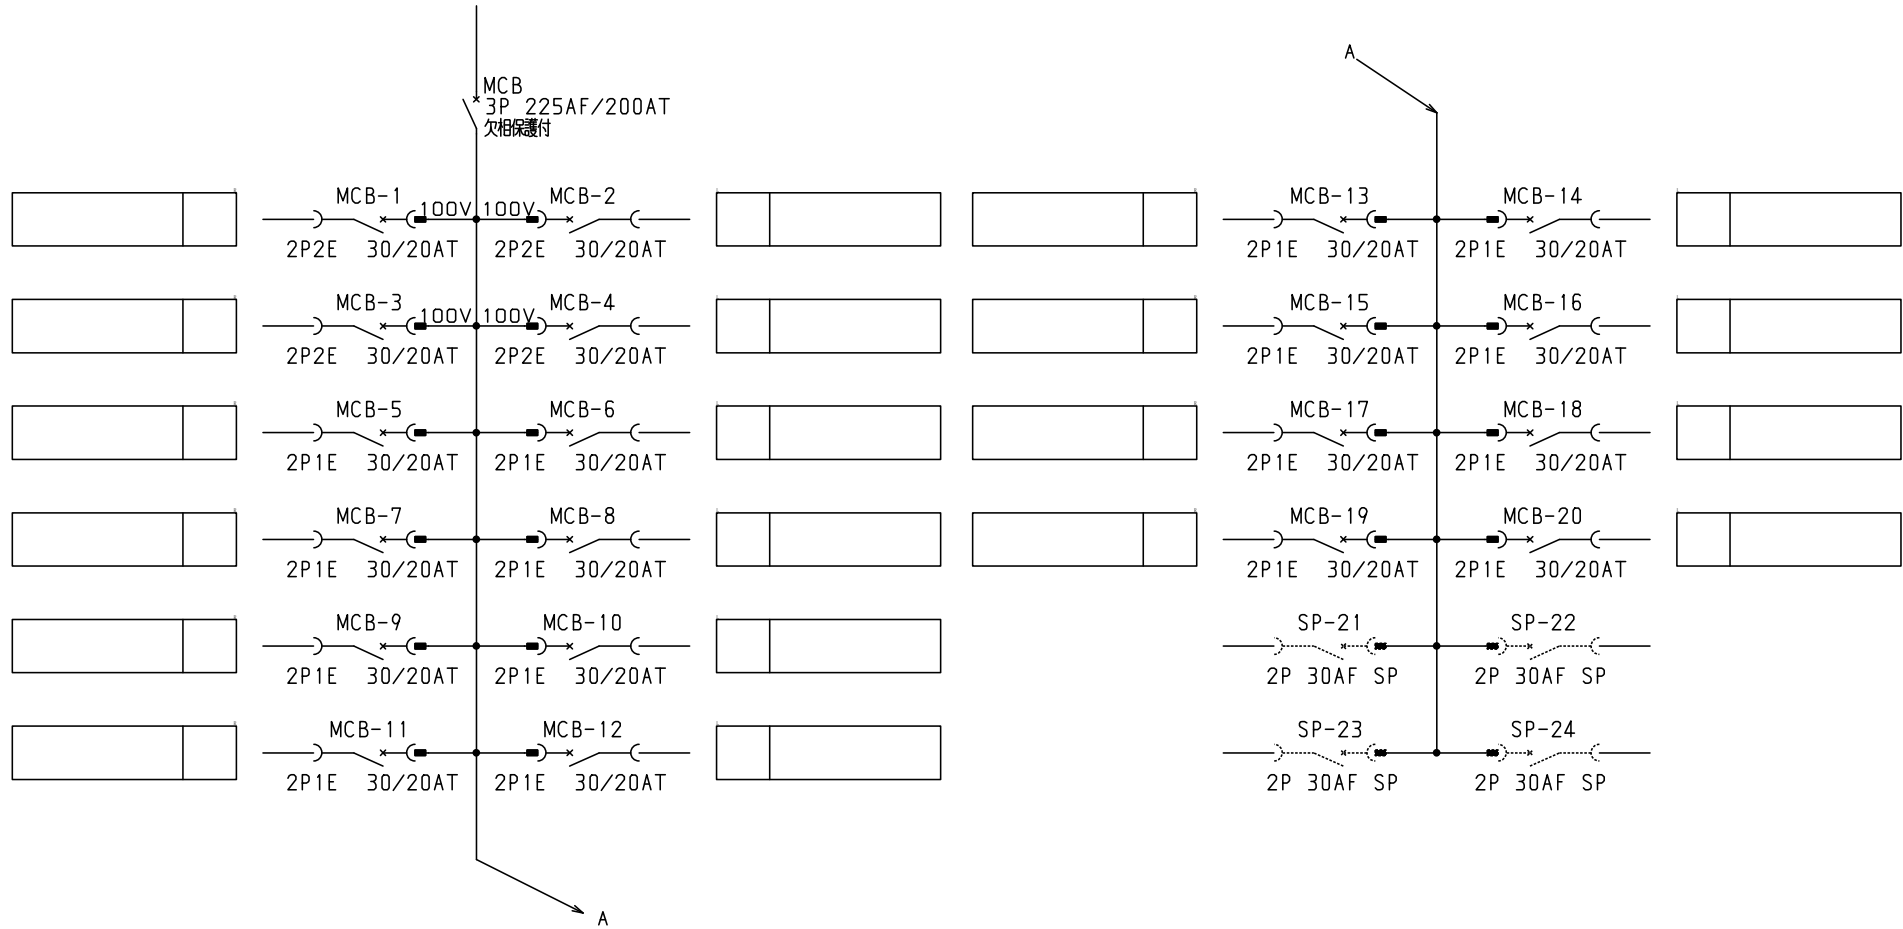 MCB
3P 225AF/200AT
欠相保護付
MCB-1 100V 100V MCB-2
2P2E 30/20AT 2P2E 30/20AT
MCB-3 100V 100V MCB-4
2P2E 30/20AT 2P2E 30/20AT
MCB-5 MCB-6
2P1E 30/20AT 2P1E 30/20AT
MCB-7 MCB-8
2P1E 30/20AT 2P1E 30/20AT
MCB-9 MCB-10
2P1E 30/20AT 2P1E 30/20AT
MCB-11 MCB-12
2P1E 30/20AT 2P1E 30/20AT
A
A
MCB-13 MCB-14
2P1E 30/20AT 2P1E 30/20AT
MCB-15 MCB-16
2P1E 30/20AT 2P1E 30/20AT
MCB-17 MCB-18
2P1E 30/20AT 2P1E 30/20AT
MCB-19 MCB-20
2P1E 30/20AT 2P1E 30/20AT
SP-21 SP-22
2P 30AF SP 2P 30AF SP
SP-23 SP-24
2P 30AF SP 2P 30AF SP